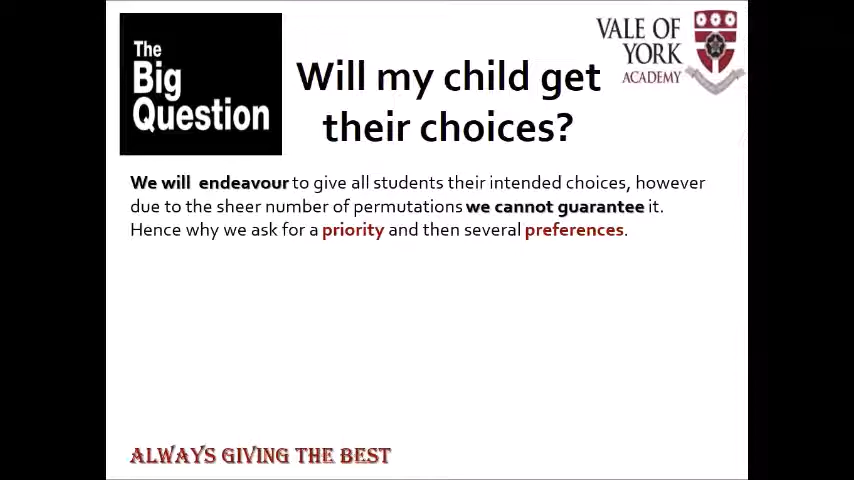 The
Big
Question
Will my child get
their choices?
VALE OF
YORK
ACADEMY
We will endeavour to give all students their intended choices, however
due to the sheer number of permutations we cannot guarantee it.
Hence why we ask for a priority and then several preferences.
ALWAYS GIVING THE BEST